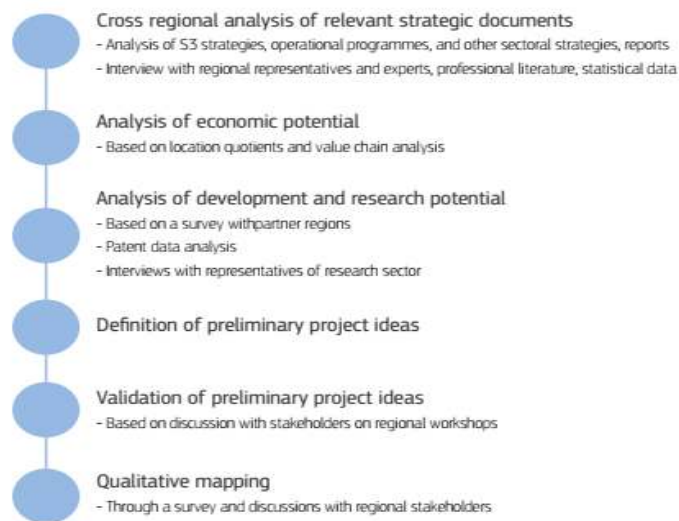 Cross regional analysis of relevant strategic documents
- Analysis of S3 strategies, operational programmes, and other sectoral strategies, reports
- Interview with regional representatives and experts, professional literature, statistical data
Analysis of economic potential
- Based on location quotients and value chain analysis
Analysis of development and research potential
- Based on a survey withpartner regions
- Patent data analysis
- Interviews with representatives of research sector
Definition of preliminary project ideas
Validation of preliminary project ideas
- Based on discussion with stakeholders on regional workshops
Qualitative mapping
- Through a survey and discussions with regional stakeholders